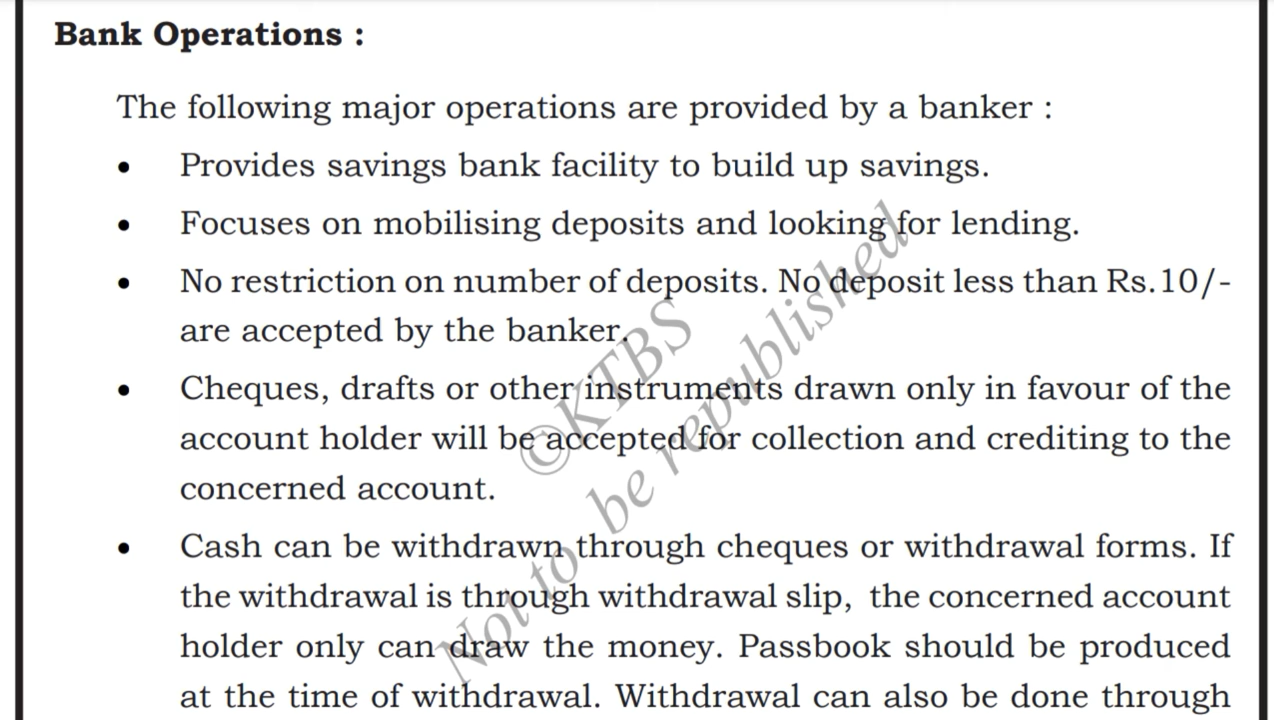 Bank Operations :
The following major operations are provided by a banker :
• Provides savings bank facility to build up savings.
• Focuses on mobilising deposits and looking for lending.
• No restriction on number of deposits. No deposit less than Rs.10/-
are accepted by the banker.
• Cheques, drafts or other instruments drawn only in favour of the
account holder will be accepted for collection and crediting to the
concerned account.
• Cash can be withdrawn through cheques or withdrawal forms. If
the withdrawal is through withdrawal slip, the concerned account
holder only can draw the money. Passbook should be produced
at the time of withdrawal. Withdrawal can also be done through
©KTBS
Not to be republished